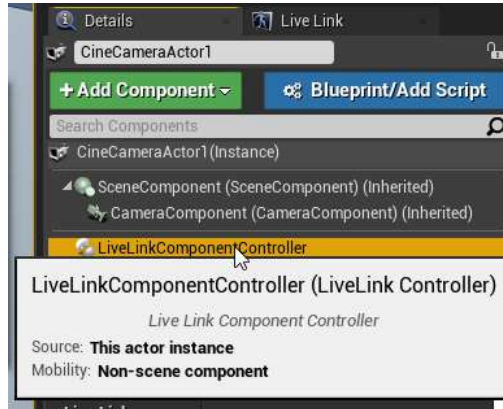 Details
Live Link
CineCameraActor1
+Add Component
Blueprint/Add Script
Search Components
CineCameraActor1(Instance)
SceneComponent (SceneComponent) (Inherited)
CameraComponent (CameraComponent) (Inherited)
LiveLinkComponentController
LiveLinkComponentController (LiveLink Controller)
Live Link Component Controller
Source: This actor instance
Mobility: Non-scene component